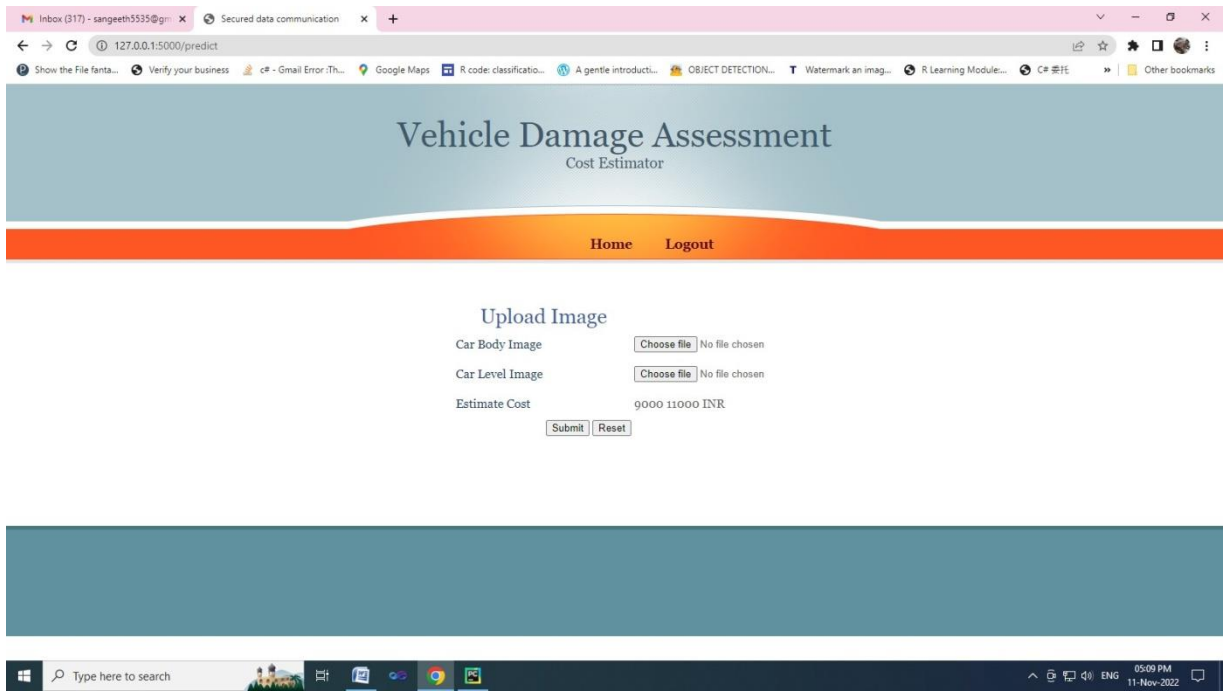 Inbox (317) - sangeeth5535@gm
Secured data communication
127.0.0.1:5000/predict
Show the File fanta... Verify your business c# - Gmail Error :Th... Google Maps R code: classificatio... A gentle introducti... OBJECT DETECTION... Watermark an imag... R Learning Module:... C# 委托 » Other bookmarks
Vehicle Damage Assessment
Cost Estimator
Home Logout
Upload Image
Car Body Image Choose file No file chosen
Car Level Image Choose file No file chosen
Estimate Cost 9000 11000 INR
Submit Reset
Type here to search
ENG
05:09 PM
11-Nov-2022